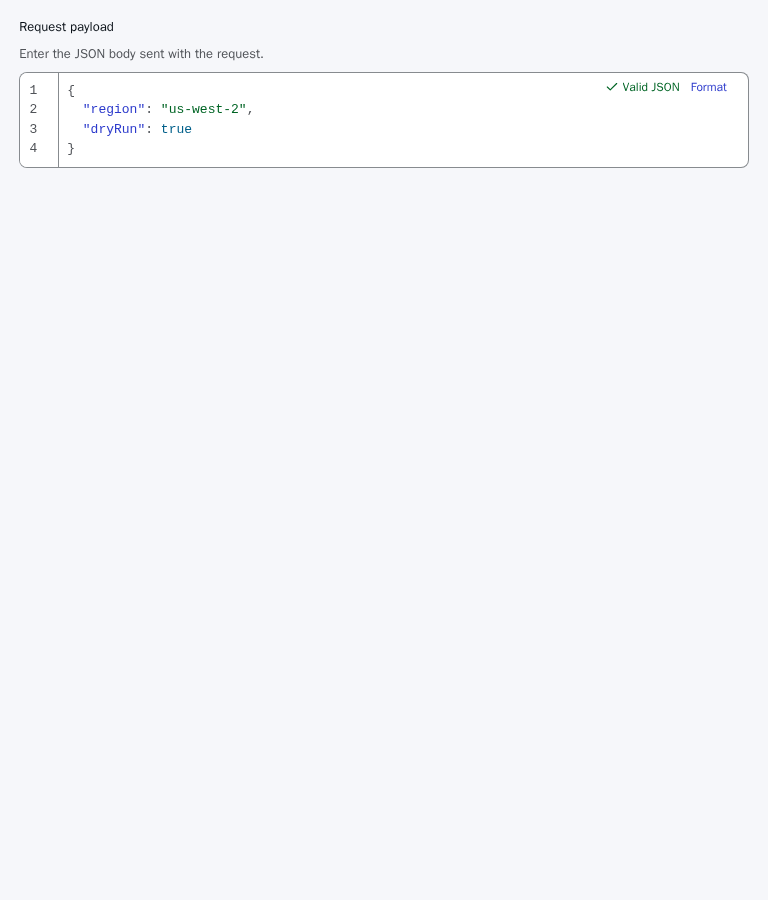 Request payload
Enter the JSON body sent with the request.
Valid JSON Format
1 {
2   "region": "us-west-2",
3   "dryRun": true
4 }